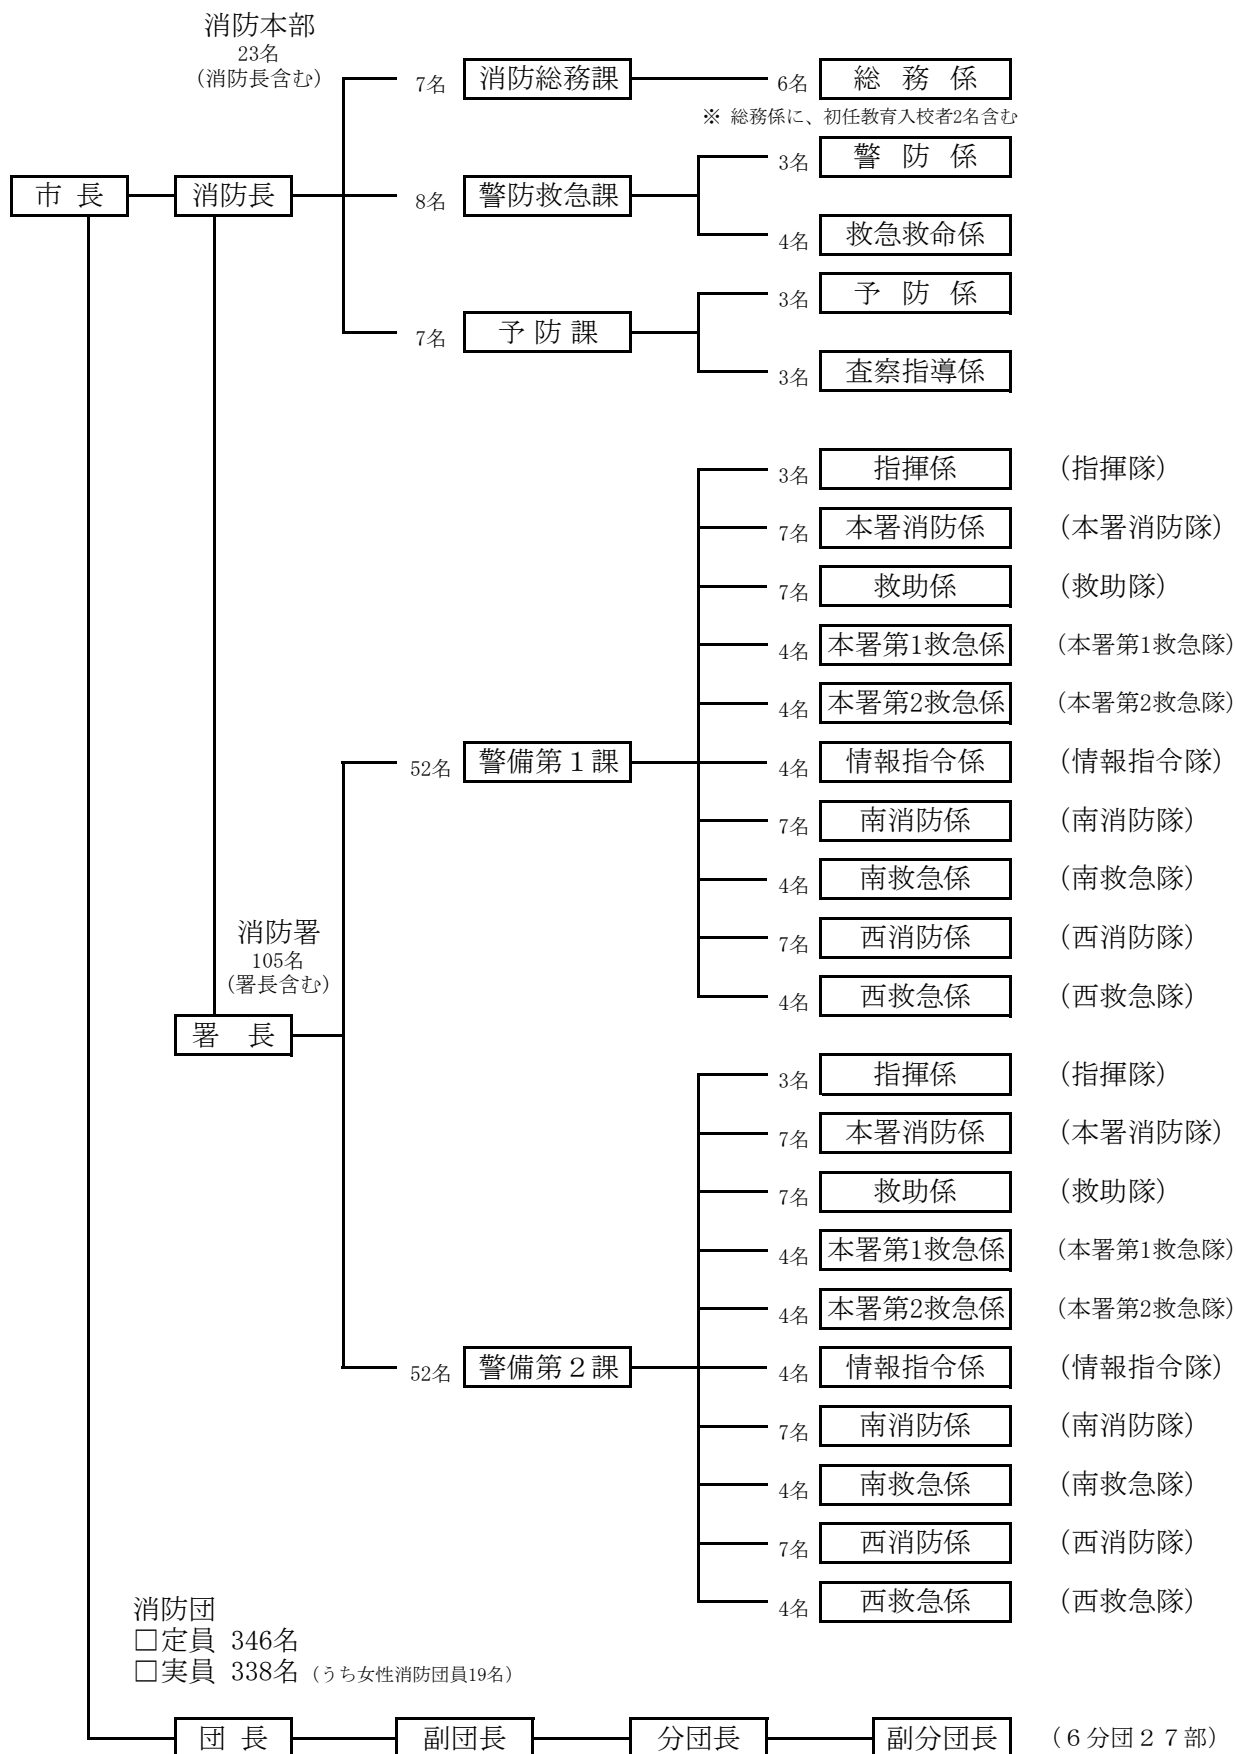 消防本部
23名
(消防長含む)
7名 消防総務課 6名 総 務 係
※ 総務係に、初任教育入校者2名含む
3名 警 防 係
市 長 消防長 8名 警防救急課
4名 救急救命係
3名 予 防 係
7名 予 防 課
3名 査察指導係
3名 指揮係 (指揮隊)
7名 本署消防係 (本署消防隊)
7名 救助係 (救助隊)
4名 本署第1救急係 (本署第1救急隊)
4名 本署第2救急係 (本署第2救急隊)
52名 警備第1課 4名 情報指令係 (情報指令隊)
7名 南消防係 (南消防隊)
4名 南救急係 (南救急隊)
消防署
105名
(署長含む)
7名 西消防係 (西消防隊)
4名 西救急係 (西救急隊)
署 長
3名 指揮係 (指揮隊)
7名 本署消防係 (本署消防隊)
7名 救助係 (救助隊)
4名 本署第1救急係 (本署第1救急隊)
4名 本署第2救急係 (本署第2救急隊)
52名 警備第2課 4名 情報指令係 (情報指令隊)
7名 南消防係 (南消防隊)
4名 南救急係 (南救急隊)
7名 西消防係 (西消防隊)
4名 西救急係 (西救急隊)
消防団
□定員 346名
□実員 338名 (うち女性消防団員19名)
団 長 副団長 分団長 副分団長 (6分団27部)